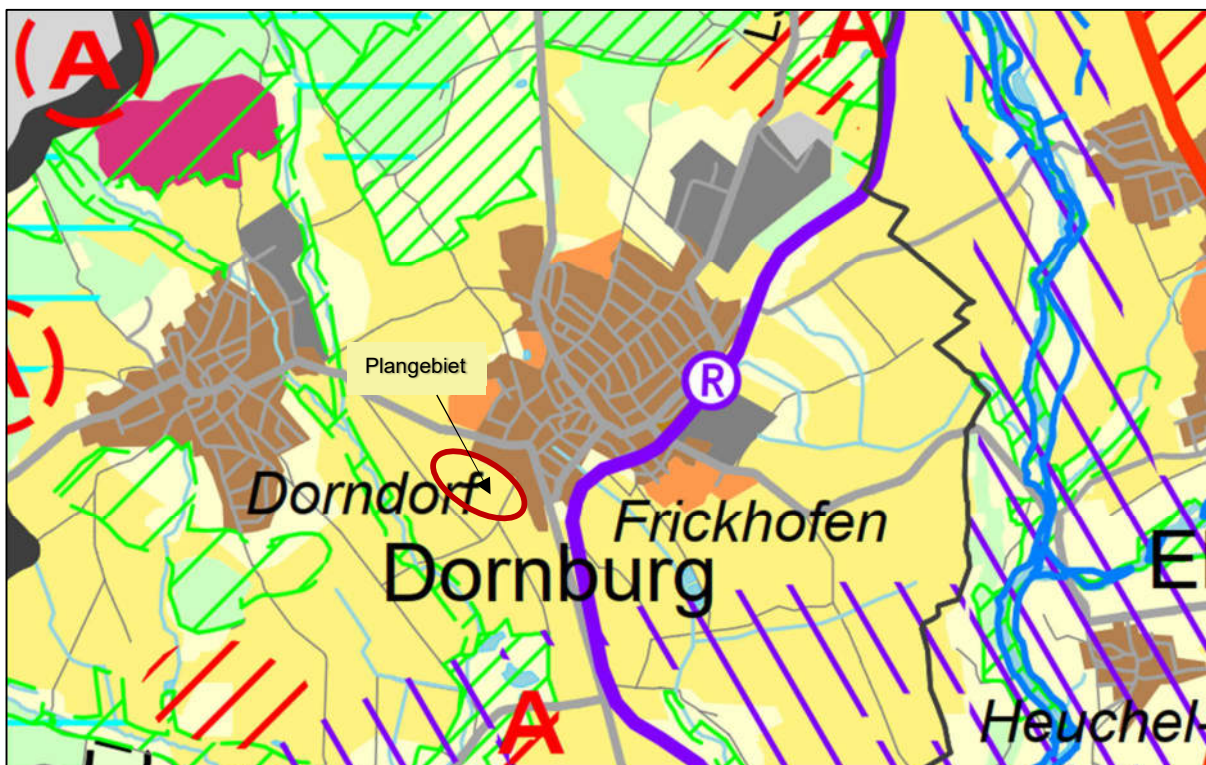 (A)
A
Plangebiet
R
Dorndorf
Frickhofen
Dornburg
A
Heuchel-